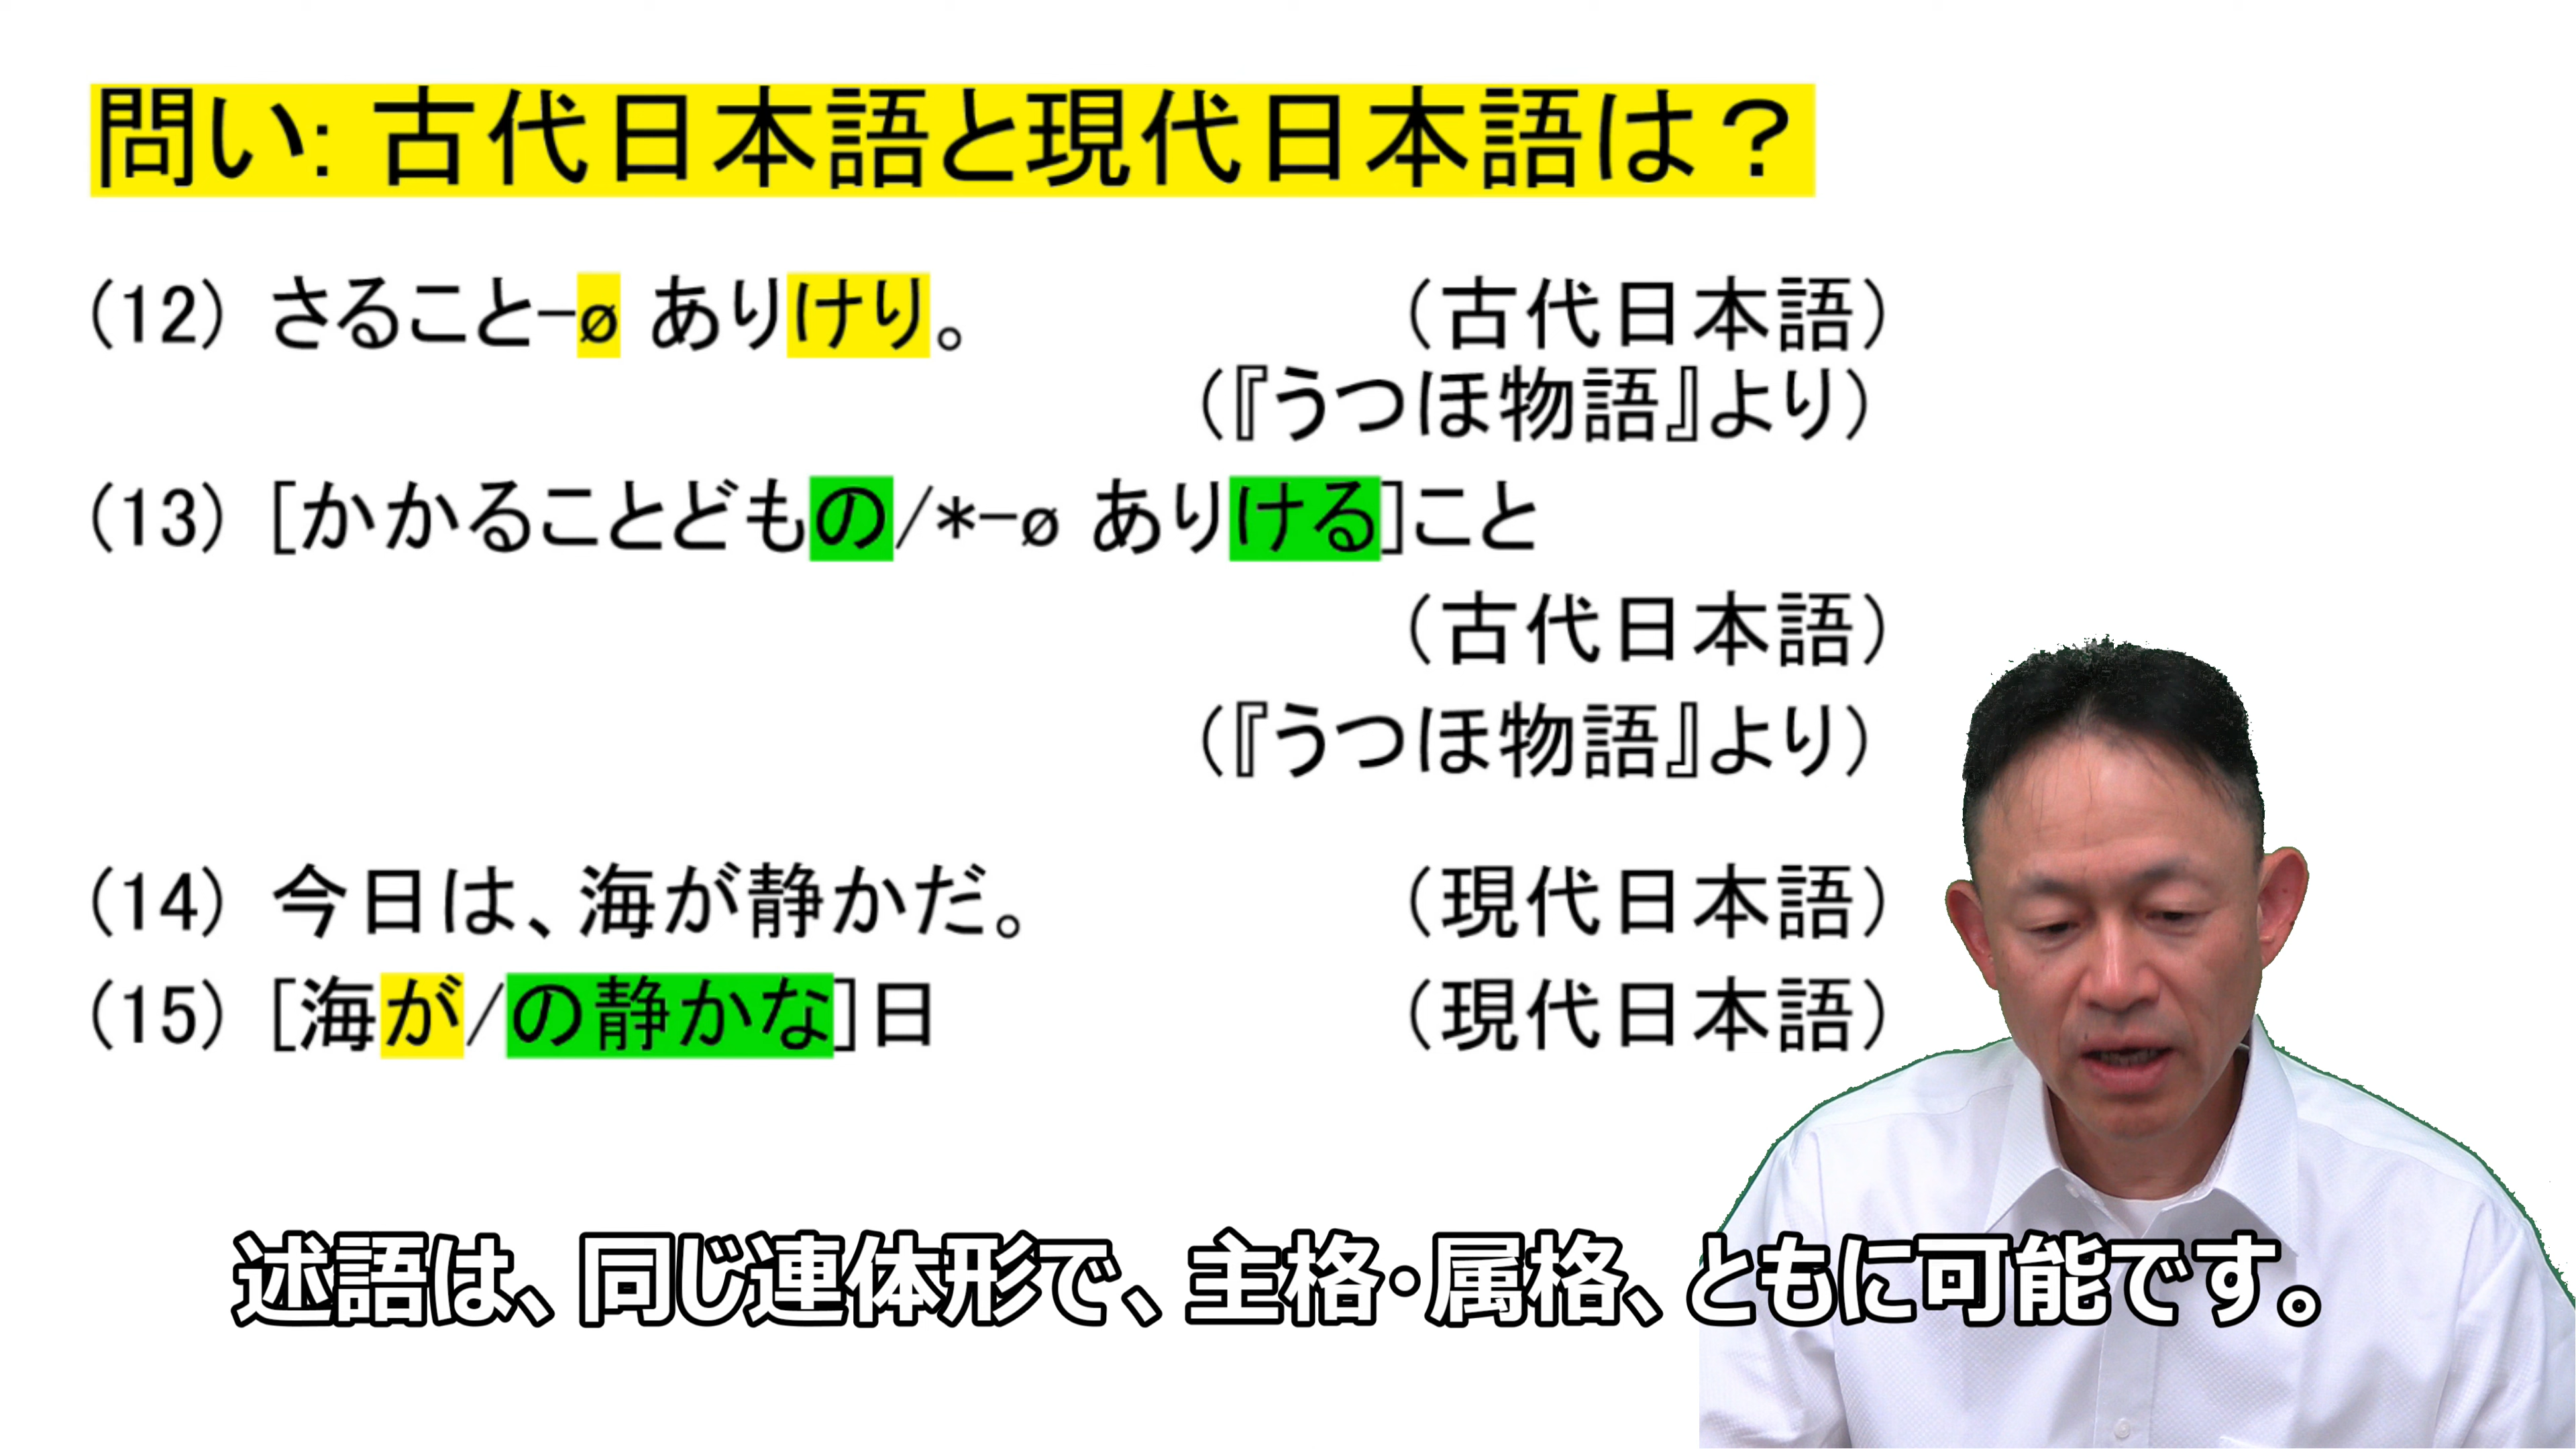 問い: 古代日本語と現代日本語は？
(12) さること-ø ありけり。 （古代日本語）
（『うつほ物語』より）
(13) [かかることどもの/*-ø ありける]こと
（古代日本語）
（『うつほ物語』より）
(14) 今日は、海が静かだ。 （現代日本語）
(15) [海が/の静かな]日 （現代日本語）
述語は、同じ連体形で、主格・属格、ともに可能です。